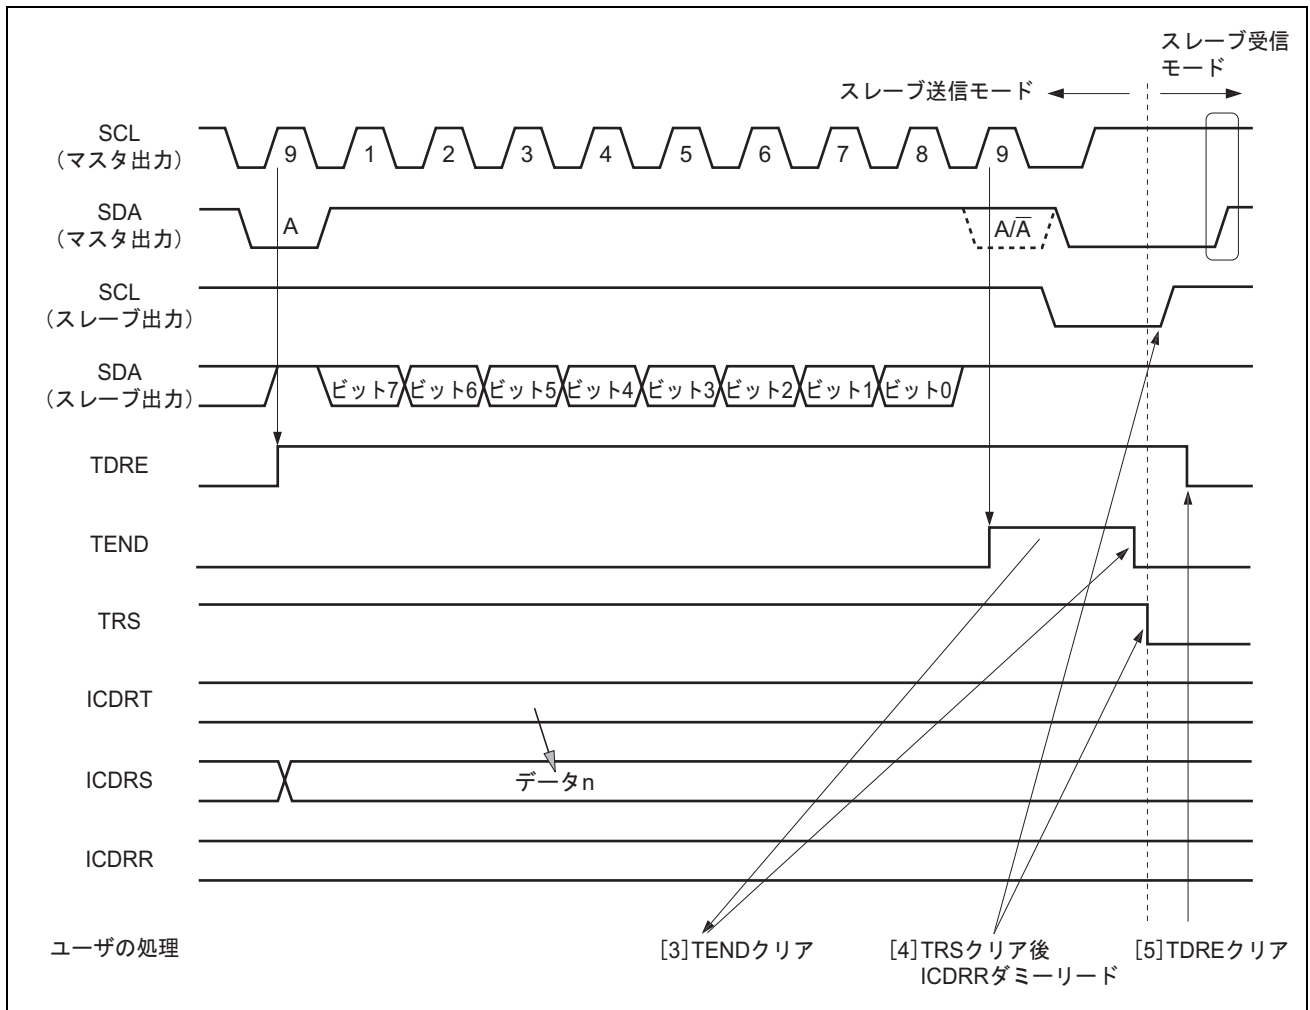 スレーブ受信
モード
スレーブ送信モード
SCL
（マスタ出力）
9 1 2 3 4 5 6 7 8 9
SDA
（マスタ出力）
A A/A̅
SCL
（スレーブ出力）
SDA
（スレーブ出力）
ビット7 ビット6 ビット5 ビット4 ビット3 ビット2 ビット1 ビット0
TDRE
TEND
TRS
ICDRT
ICDRS
データn
ICDRR
ユーザの処理
[3]TENDクリア
[4]TRSクリア後
ICDRRダミーリード
[5]TDREクリア